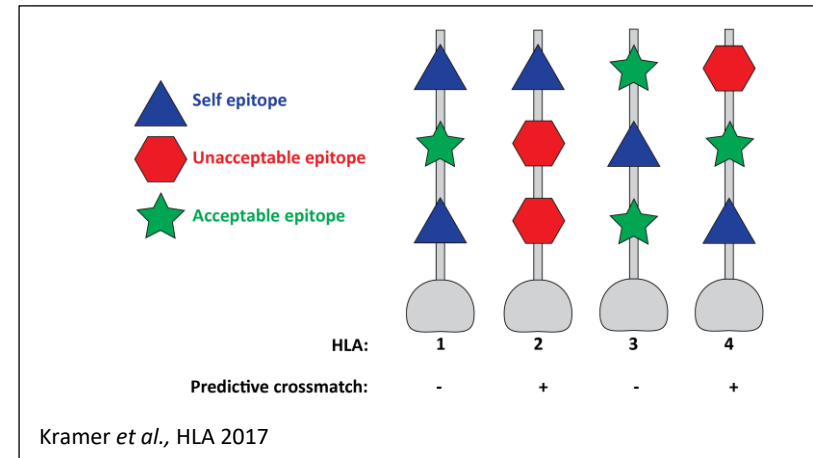 Self epitope
Unacceptable epitope
Acceptable epitope
HLA: 1 2 3 4
Predictive crossmatch: - + - +
Kramer et al., HLA 2017